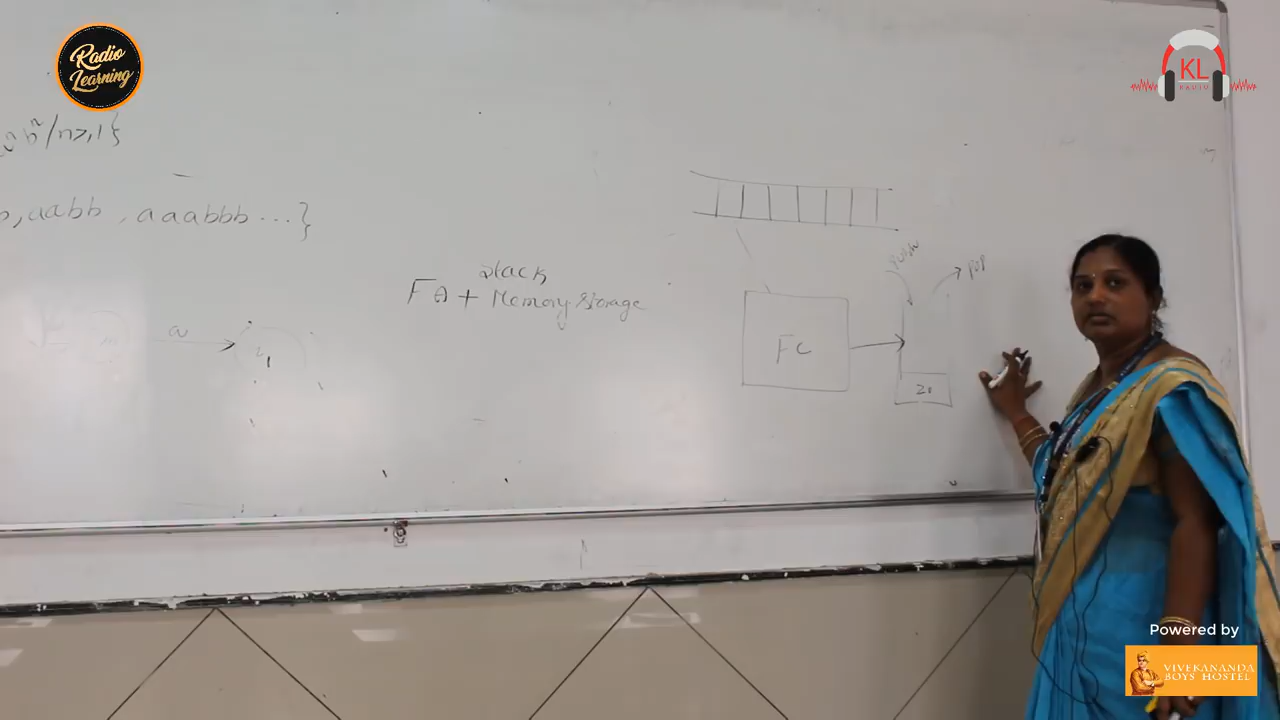 Radio
Learning
KL
RADIO
b^n/n>,1}
,aabb , aaabbb ...}
Stack
FA + Memory Storage
a
push
pop
FC
z0
Powered by
VIVEKANANDA
BOYS HOSTEL